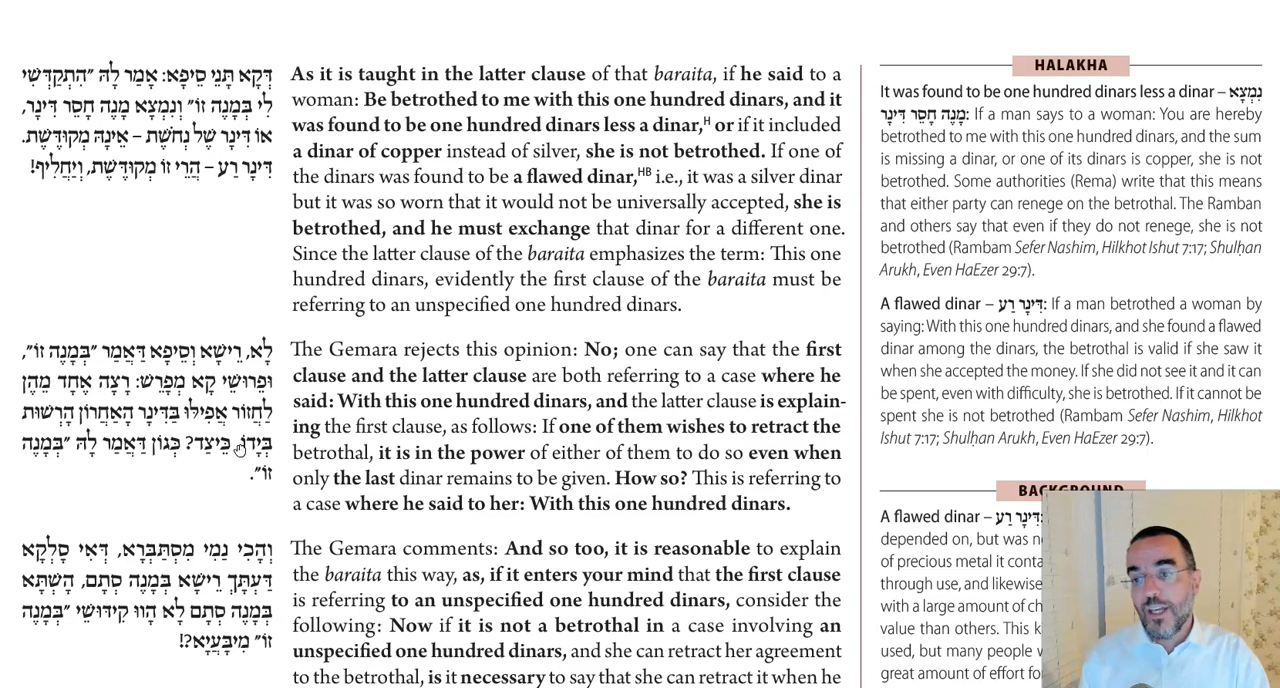 דְּקָא תָּנֵי סֵיפָא: אָמַר לָהּ ״הִתְקַדְּשִׁי
לִי בְּמָנֶה זוֹ״ וְנִמְצָא מָנֶה חָסֵר דִּינָר,
אוֹ דִּינָר שֶׁל נְחֹשֶׁת – אֵינָהּ מְקוּדֶּשֶׁת.
דִּינָר רַע – הֲרֵי זוֹ מְקוּדֶּשֶׁת, וְיַחֲלִיף!
As it is taught in the latter clause of that baraita, if he said to a
woman: Be betrothed to me with this one hundred dinars, and it
was found to be one hundred dinars less a dinar,H or if it included
a dinar of copper instead of silver, she is not betrothed. If one of
the dinars was found to be a flawed dinar,HB i.e., it was a silver dinar
but it was so worn that it would not be universally accepted, she is
betrothed, and he must exchange that dinar for a different one.
Since the latter clause of the baraita emphasizes the term: This one
hundred dinars, evidently the first clause of the baraita must be
referring to an unspecified one hundred dinars.
לָא, רֵישָׁא וְסֵיפָא דַּאֲמַר ״בְּמָנֶה זוֹ״,
וּפֵרוּשֵׁי קָא מְפָרֵשׁ: רָצָה אֶחָד מֵהֶן
לַחְזוֹר אֲפִילּוּ בַּדִּינָר הָאַחֲרוֹן הָרְשׁוּת
בְּיָדוֹ כֵּיצַד? כְּגוֹן דַּאֲמַר לָהּ ״בְּמָנֶה
זוֹ״.
The Gemara rejects this opinion: No; one can say that the first
clause and the latter clause are both referring to a case where he
said: With this one hundred dinars, and the latter clause is explain-
ing the first clause, as follows: If one of them wishes to retract the
betrothal, it is in the power of either of them to do so even when
only the last dinar remains to be given. How so? This is referring to
a case where he said to her: With this one hundred dinars.
וְהָכִי נַמִי מִסְתַּבְּרָא, דְּאִי סָלְקָא
דַּעְתָּךְ רֵישָׁא בְּמָנֶה סְתָם, הָשְׁתָּא
בְּמָנֶה סְתָם לָא הָווּ קִידּוּשֵׁי ״בְּמָנֶה
זוֹ״ מִיבָּעֲיָא?!
The Gemara comments: And so too, it is reasonable to explain
the baraita this way, as, if it enters your mind that the first clause
is referring to an unspecified one hundred dinars, consider the
following: Now if it is not a betrothal in a case involving an
unspecified one hundred dinars, and she can retract her agreement
to the betrothal, is it necessary to say that she can retract it when he
HALAKHA
It was found to be one hundred dinars less a dinar – נִמְצָא
מָנֶה חָסֵר דִּינָר: If a man says to a woman: You are hereby
betrothed to me with this one hundred dinars, and the sum
is missing a dinar, or one of its dinars is copper, she is not
betrothed. Some authorities (Rema) write that this means
that either party can renege on the betrothal. The Ramban
and others say that even if they do not renege, she is not
betrothed (Rambam Sefer Nashim, Hilkhot Ishut 7:17; Shulḥan
Arukh, Even HaEzer 29:7).
A flawed dinar – דִּינָר רַע: If a man betrothed a woman by
saying: With this one hundred dinars, and she found a flawed
dinar among the dinars, the betrothal is valid if she saw it
when she accepted the money. If she did not see it and it can
be spent, even with difficulty, she is betrothed. If it cannot be
spent she is not betrothed (Rambam Sefer Nashim, Hilkhot
Ishut 7:17; Shulḥan Arukh, Even HaEzer 29:7).
BACKGROUND
A flawed dinar – דִּינָר רַע:
depended on, but was
of precious metal it
through use, and likewise
with a large amount of
value than others. This
used, but many people
great amount of effort